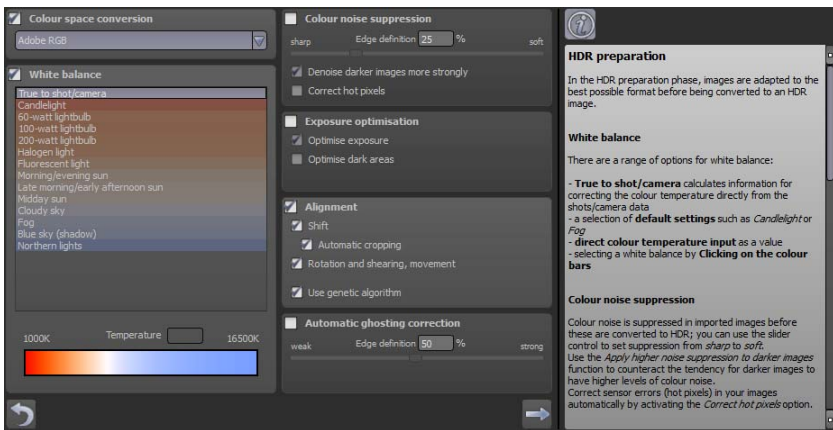 Colour space conversion
Adobe RGB
White balance
True to shot/camera
Candlelight
60-watt lightbulb
100-watt lightbulb
200-watt lightbulb
Halogen light
Fluorescent light
Morning/evening sun
Late morning/early afternoon sun
Midday sun
Cloudy sky
Fog
Blue sky (shadow)
Northern lights
1000K Temperature 16500K
Colour noise suppression
sharp Edge definition 25 % soft
Denoise darker images more strongly
Correct hot pixels
Exposure optimisation
Optimise exposure
Optimise dark areas
Alignment
Shift
Automatic cropping
Rotation and shearing, movement
Use genetic algorithm
Automatic ghosting correction
weak Edge definition 50 % strong
HDR preparation
In the HDR preparation phase, images are adapted to the
best possible format before being converted to an HDR
image.
White balance
There are a range of options for white balance:
- True to shot/camera calculates information for
correcting the colour temperature directly from the
shots/camera data
- a selection of default settings such as Candlelight or
Fog
- direct colour temperature input as a value
- selecting a white balance by Clicking on the colour
bars
Colour noise suppression
Colour noise is suppressed in imported images before
these are converted to HDR; you can use the slider
control to set suppression from sharp to soft.
Use the Apply higher noise suppression to darker images
function to counteract the tendency for darker images to
have higher levels of colour noise.
Correct sensor errors (hot pixels) in your images
automatically by activating the Correct hot pixels option.